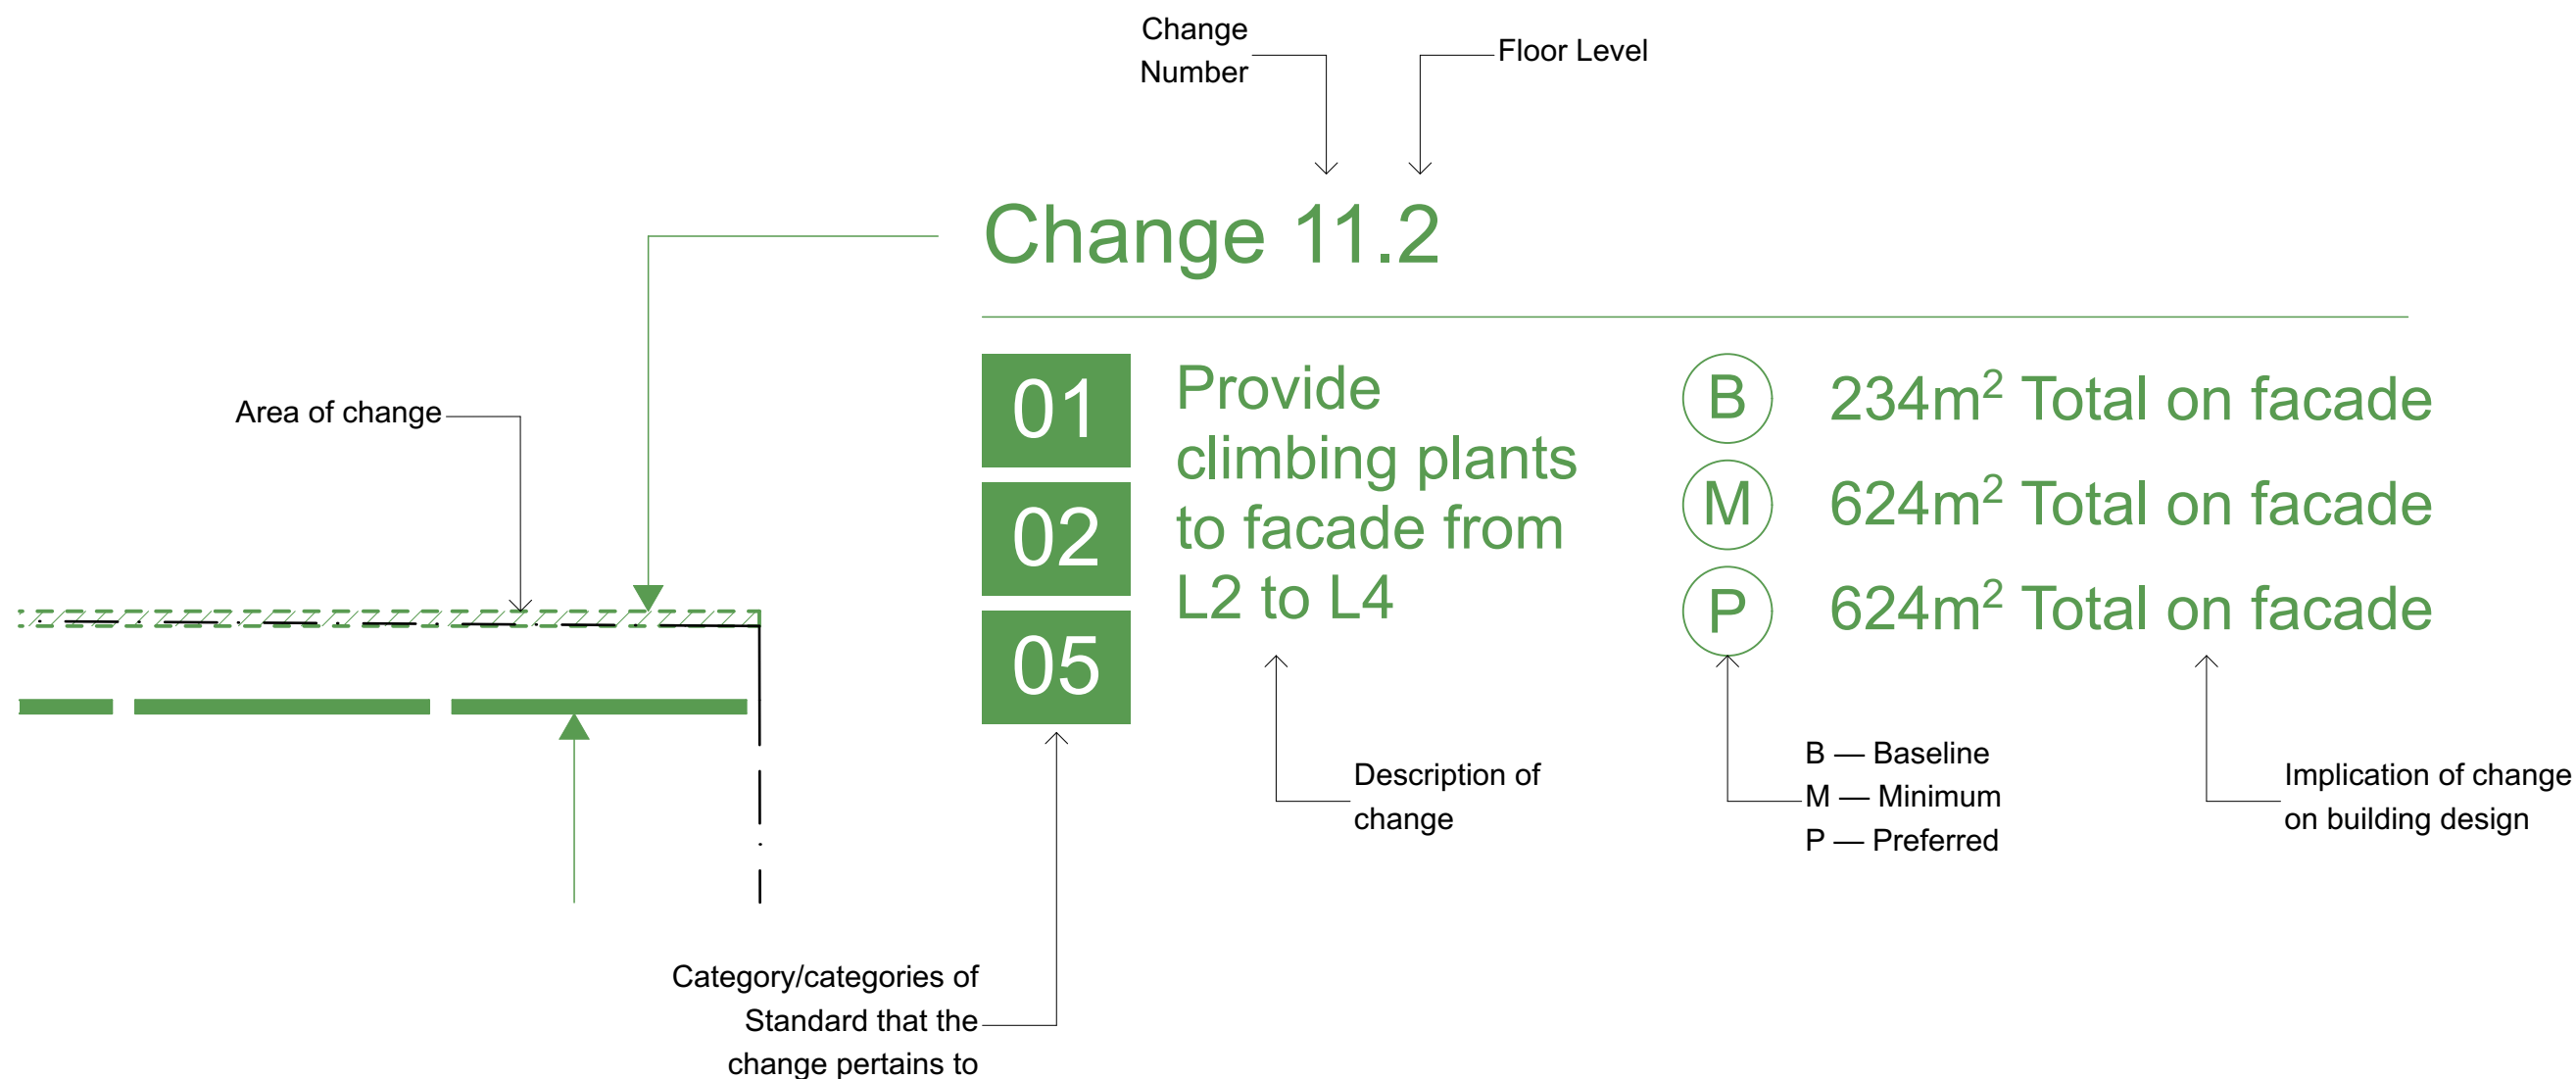 Change
Number
Floor Level
Change 11.2
Area of change
01
02
05
Provide
climbing plants
to facade from
L2 to L4
B 234m² Total on facade
M 624m² Total on facade
P 624m² Total on facade
Description of
change
B — Baseline
M — Minimum
P — Preferred
Implication of change
on building design
Category/categories of
Standard that the
change pertains to